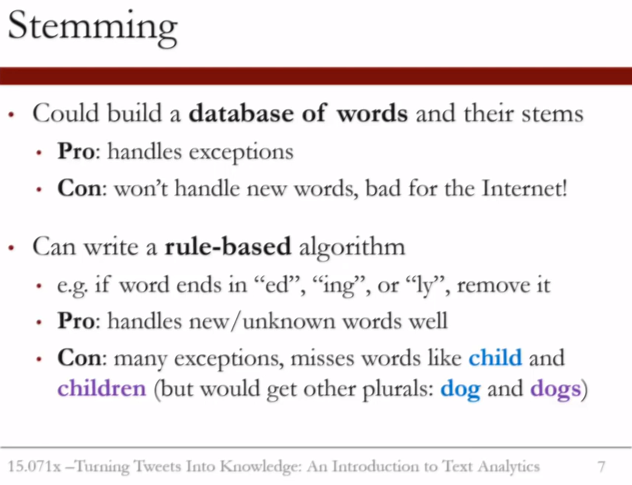 Stemming
• Could build a database of words and their stems
• Pro: handles exceptions
• Con: won't handle new words, bad for the Internet!
• Can write a rule-based algorithm
• e.g. if word ends in “ed”, “ing”, or “ly”, remove it
• Pro: handles new/unknown words well
• Con: many exceptions, misses words like child and
children (but would get other plurals: dog and dogs)
15.071x –Turning Tweets Into Knowledge: An Introduction to Text Analytics 7